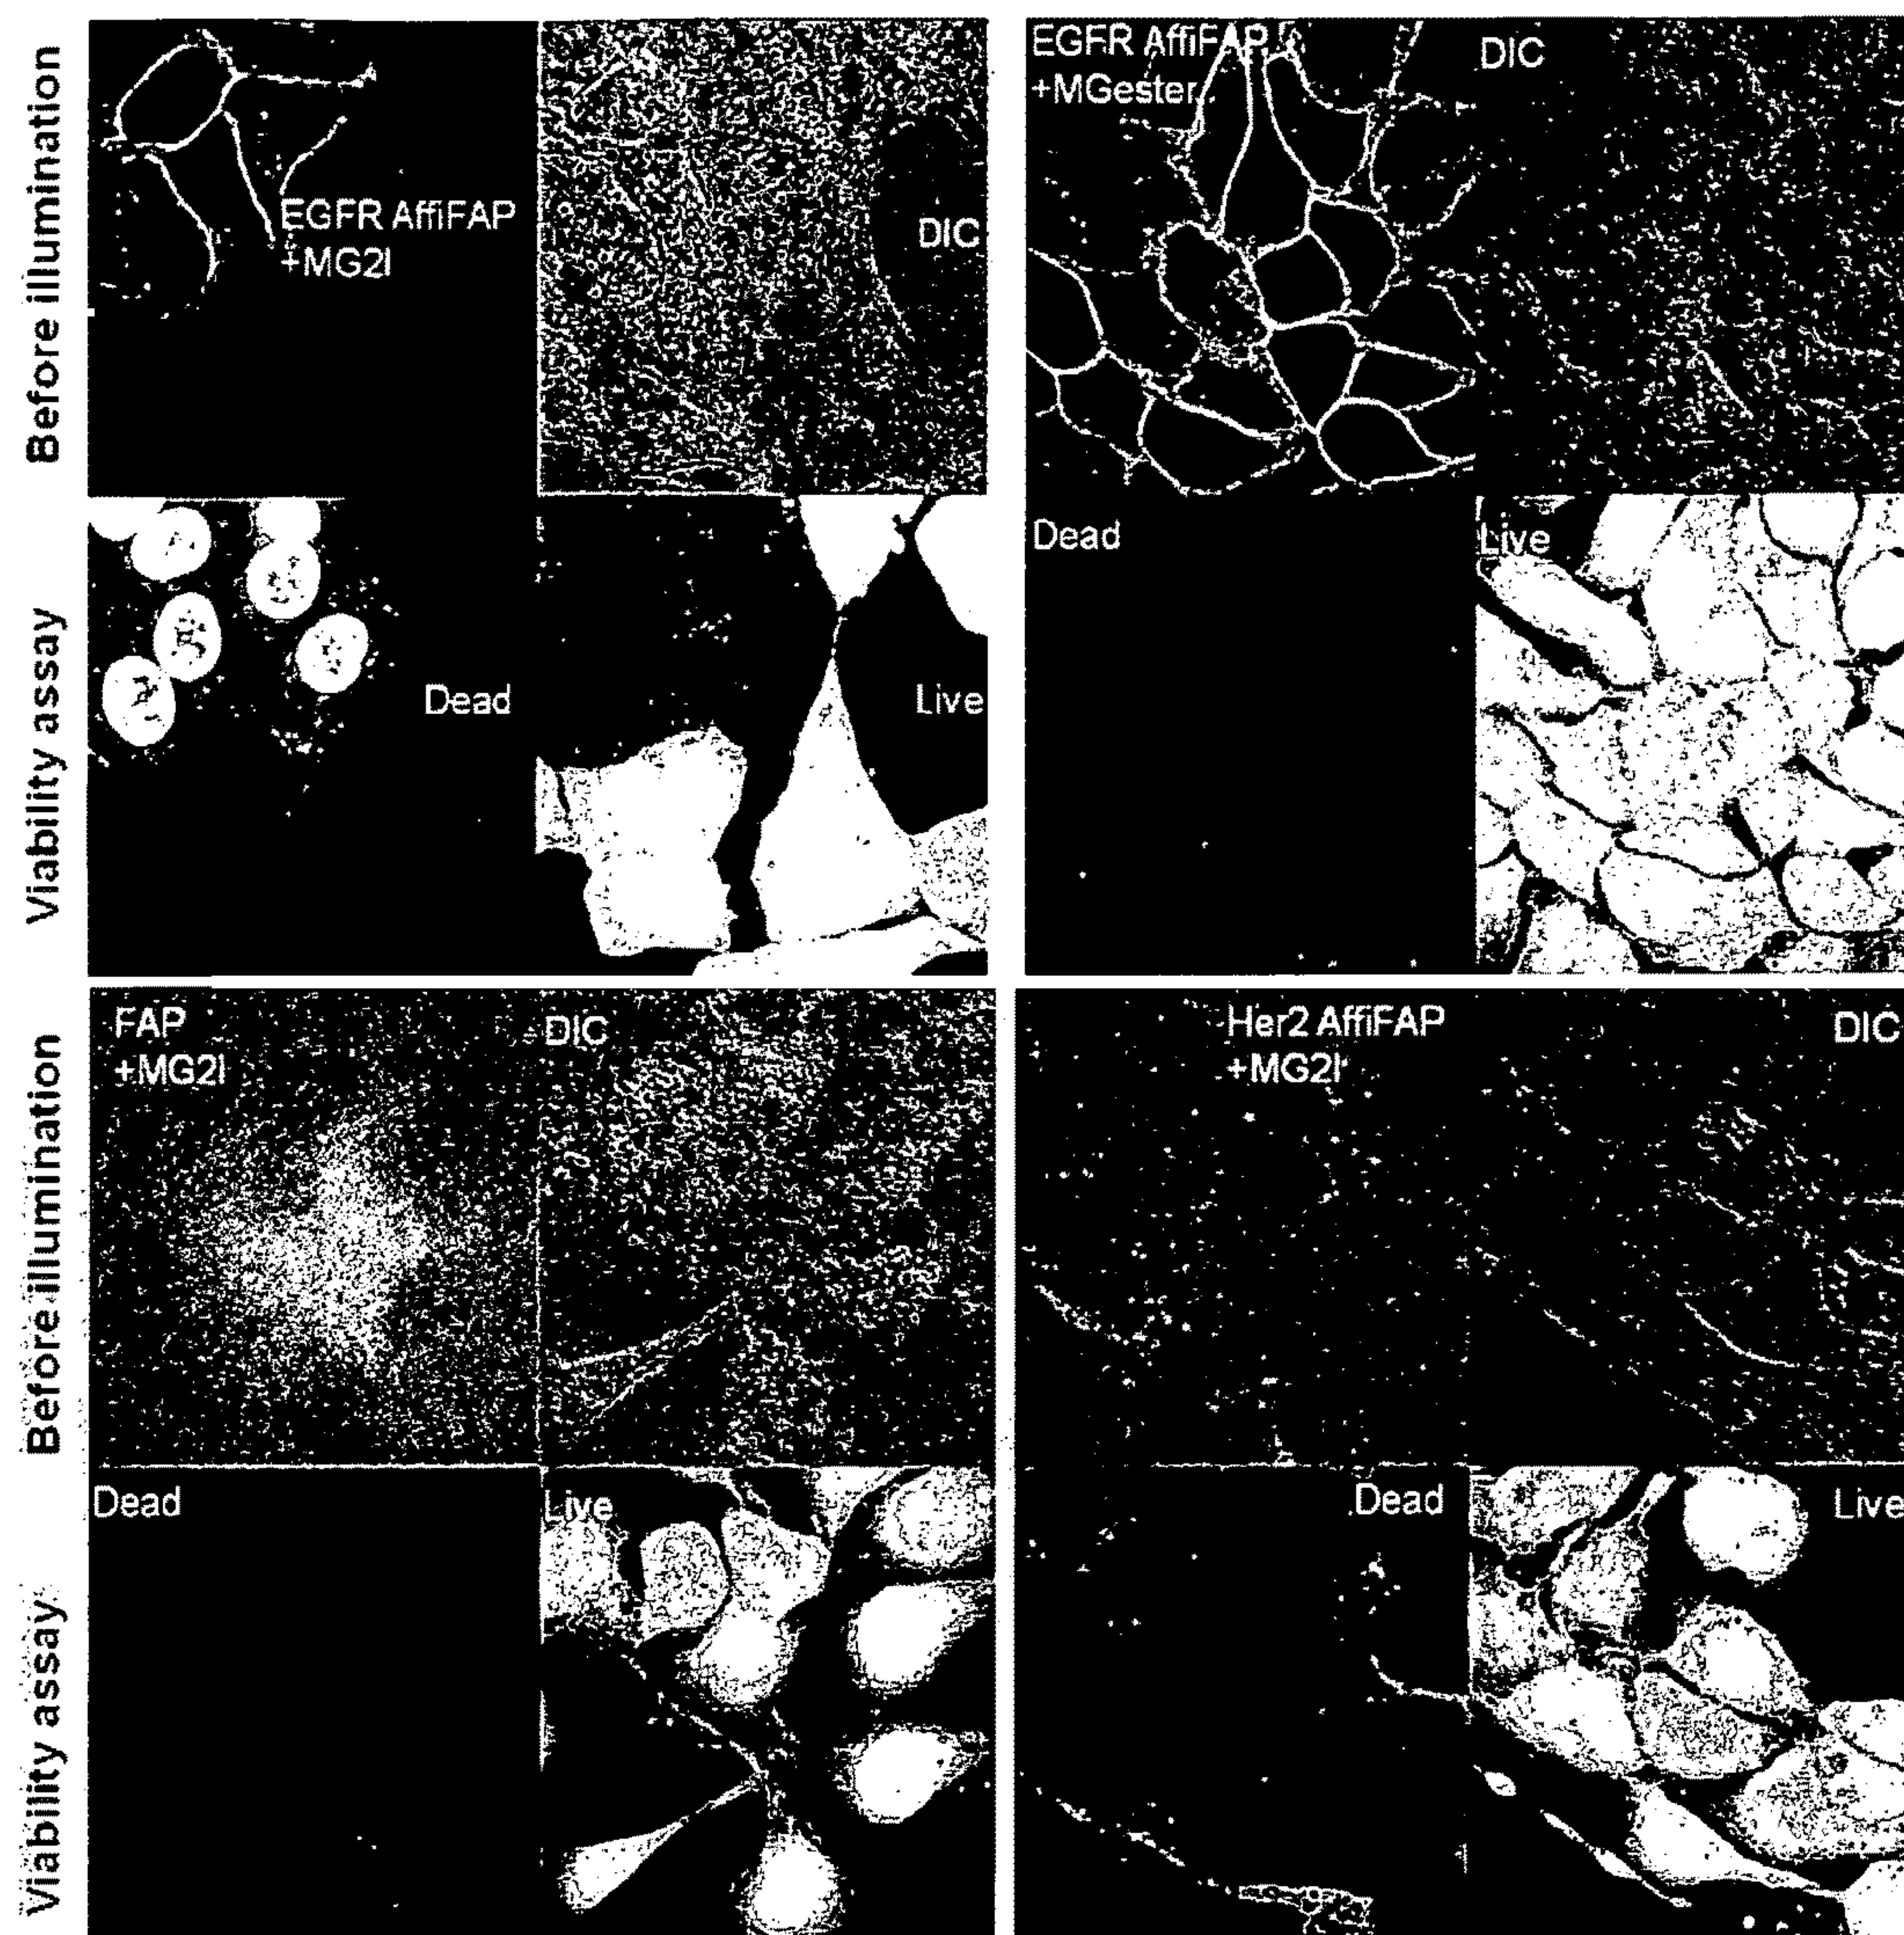 Before illumination
EGFR AffiFAP
+MG2I
DIC
EGFR AffiFAP
+MGester
DIC
Viability assay
Dead
Live
Dead
Live
Before illumination
FAP
+MG2I
DIC
Her2 AffiFAP
+MG2I
DIC
Viability assay
Dead
Live
Dead
Live